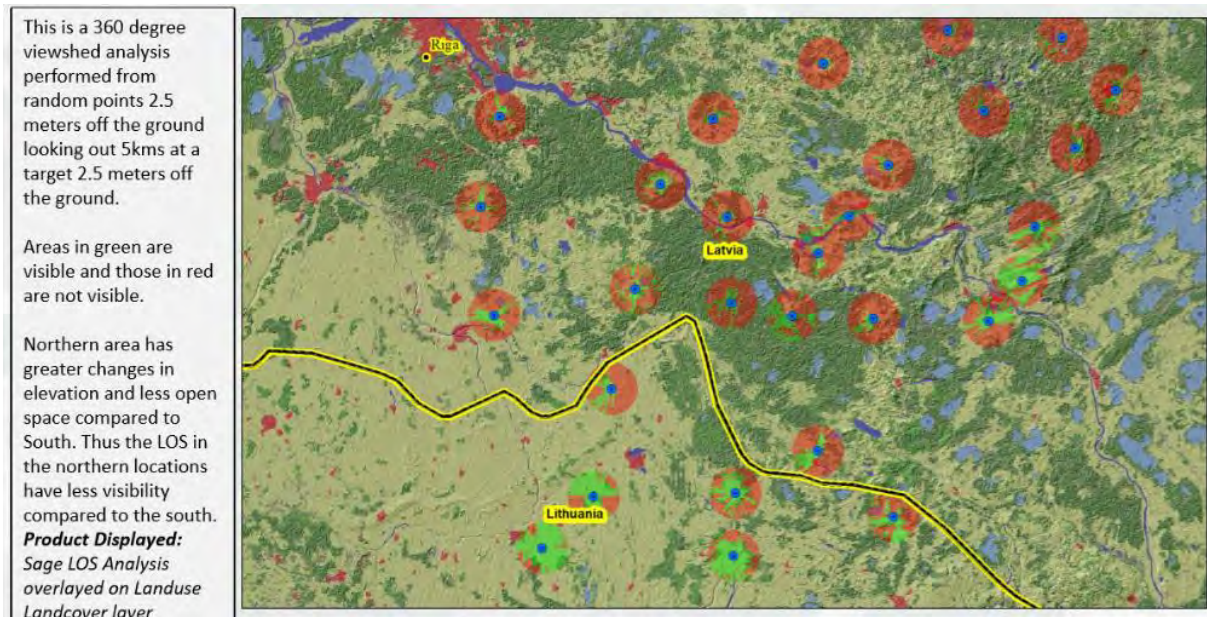 This is a 360 degree
viewshed analysis
performed from
random points 2.5
meters off the ground
looking out 5kms at a
target 2.5 meters off
the ground.
Areas in green are
visible and those in red
are not visible.
Northern area has
greater changes in
elevation and less open
space compared to
South. Thus the LOS in
the northern locations
have less visibility
compared to the south.
Product Displayed:
Sage LOS Analysis
overlayed on Landuse
Landcover layer
Riga
Latvia
Lithuania